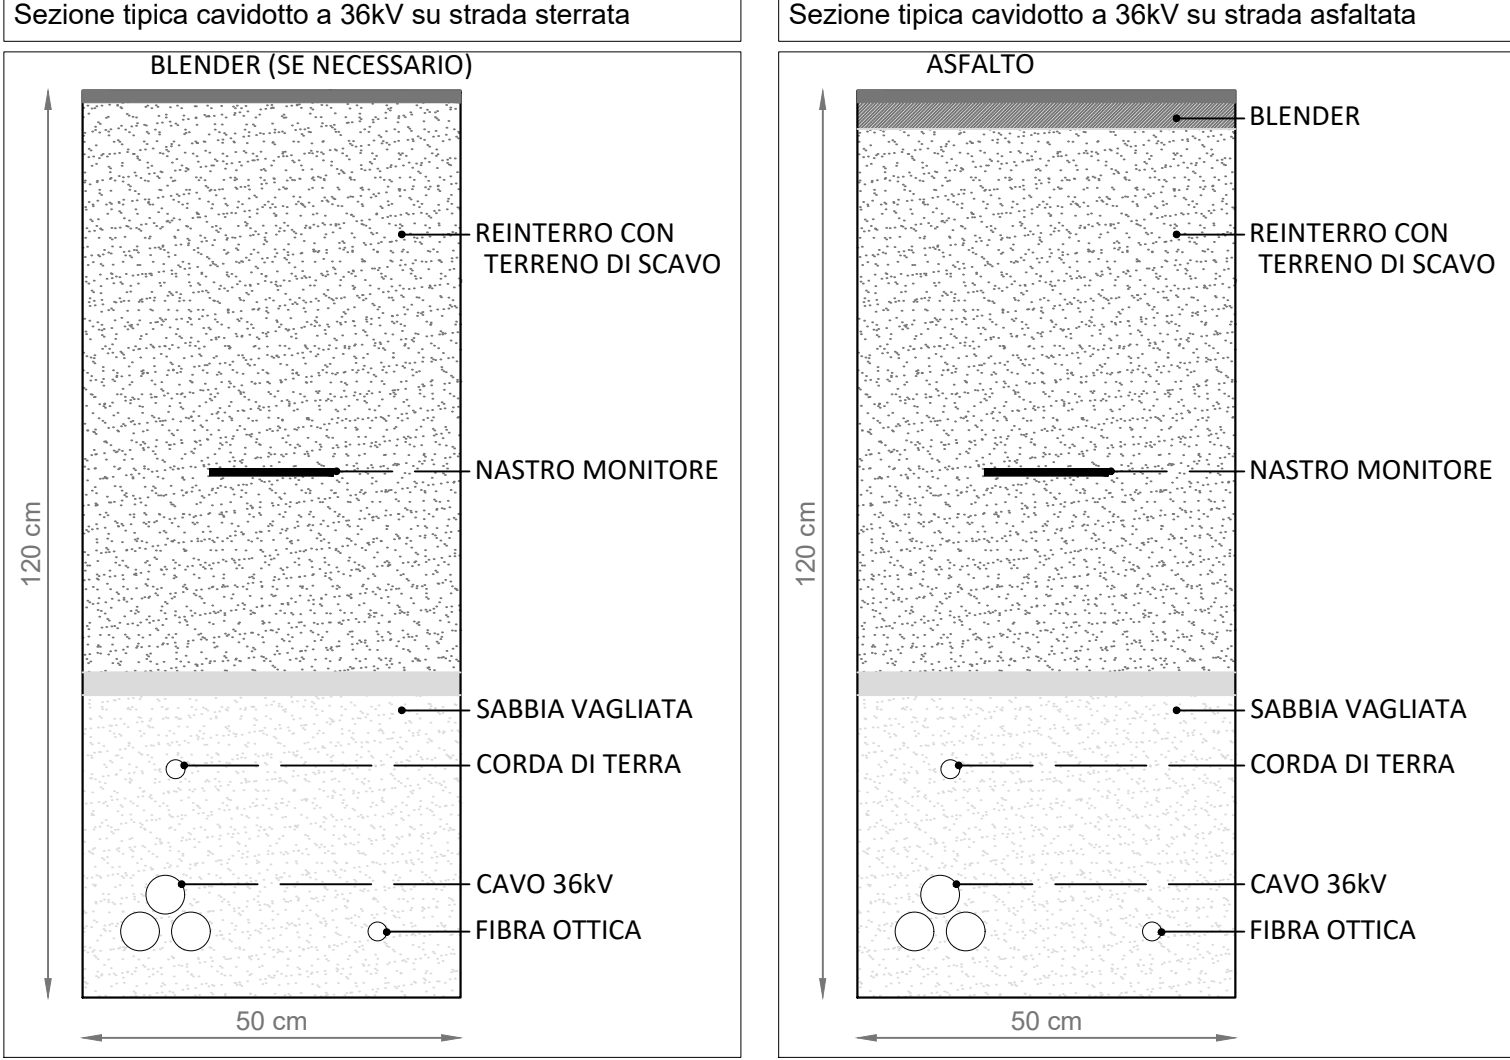 Sezione tipica cavidotto a 36kV su strada sterrata
BLENDER (SE NECESSARIO)
REINTERRO CON
TERRENO DI SCAVO
NASTRO MONITORE
120 cm
SABBIA VAGLIATA
CORDA DI TERRA
CAVO 36kV
FIBRA OTTICA
50 cm
Sezione tipica cavidotto a 36kV su strada asfaltata
ASFALTO
BLENDER
REINTERRO CON
TERRENO DI SCAVO
NASTRO MONITORE
120 cm
SABBIA VAGLIATA
CORDA DI TERRA
CAVO 36kV
FIBRA OTTICA
50 cm